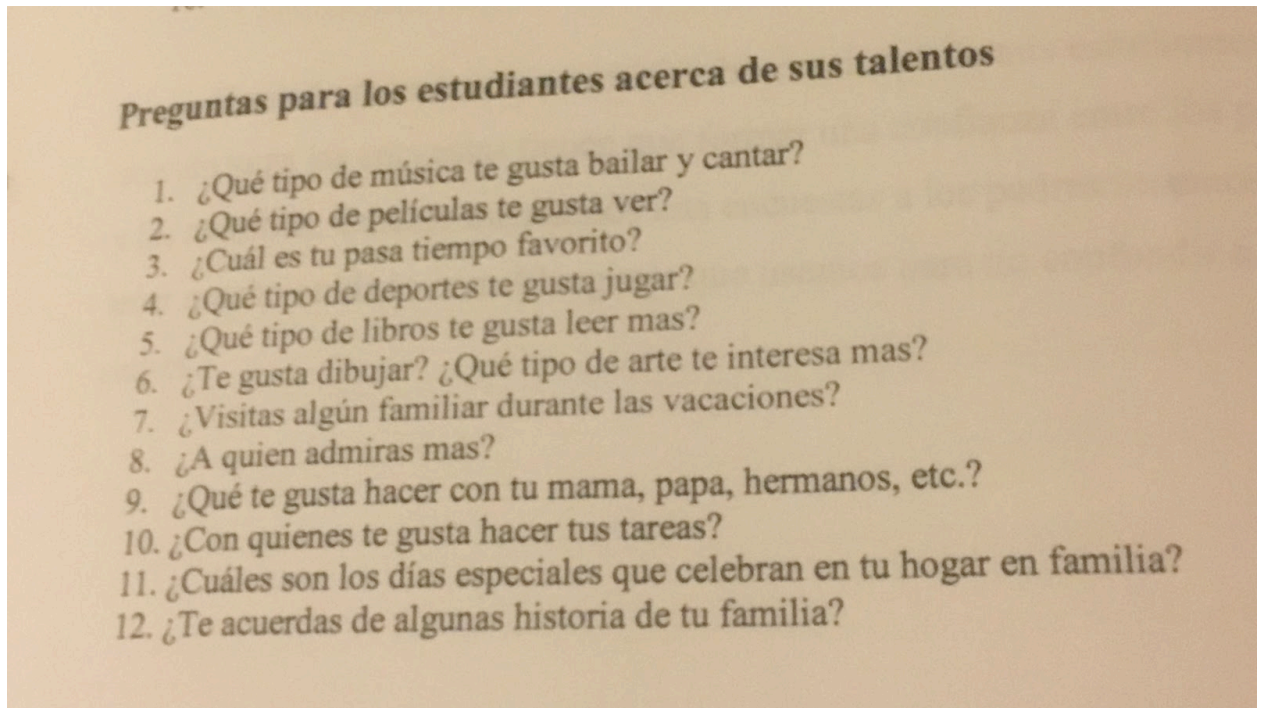 Preguntas para los estudiantes acerca de sus talentos
1. ¿Qué tipo de música te gusta bailar y cantar?
2. ¿Qué tipo de películas te gusta ver?
3. ¿Cuál es tu pasa tiempo favorito?
4. ¿Qué tipo de deportes te gusta jugar?
5. ¿Qué tipo de libros te gusta leer mas?
6. ¿Te gusta dibujar? ¿Qué tipo de arte te interesa mas?
7. ¿Visitas algún familiar durante las vacaciones?
8. ¿A quien admiras mas?
9. ¿Qué te gusta hacer con tu mama, papa, hermanos, etc.?
10. ¿Con quienes te gusta hacer tus tareas?
11. ¿Cuáles son los días especiales que celebran en tu hogar en familia?
12. ¿Te acuerdas de algunas historia de tu familia?